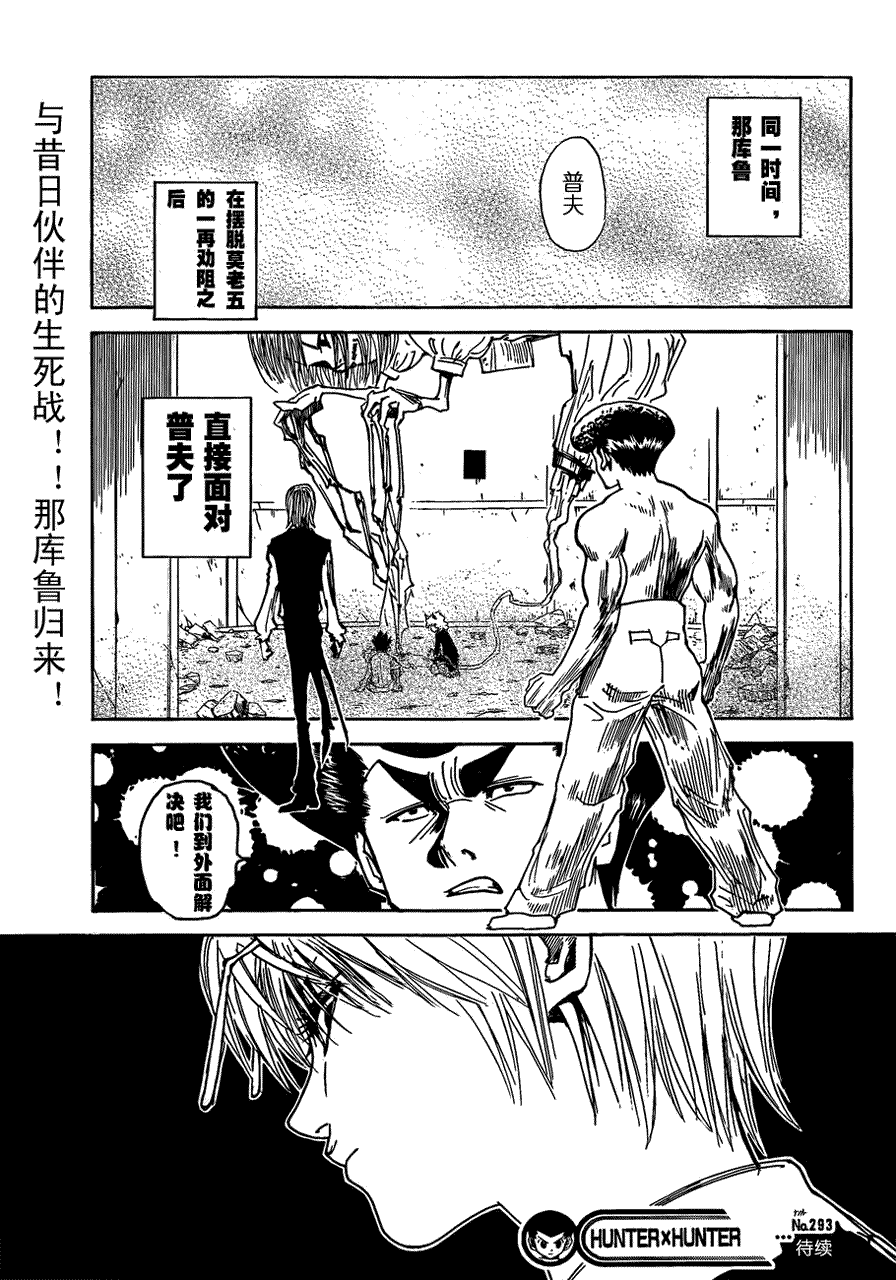 同一时间，
那库鲁
普夫
在摆脱莫老五
的一再劝阻之
后
直接面对
普夫了
我们到外面解
决吧！
与昔日伙伴的生死战！！那库鲁归来！
HUNTER×HUNTER
No.293
…待续